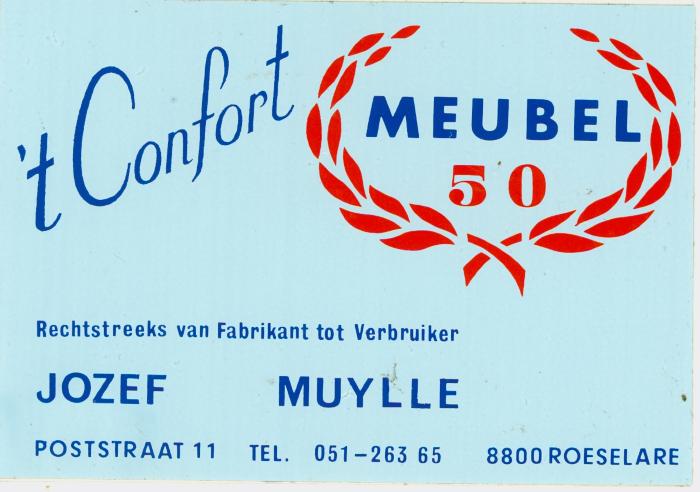 't Confort
MEUBEL
50
Rechtstreeks van Fabrikant tot Verbruiker
JOZEF MUYLLE
POSTSTRAAT 11 TEL. 051-263 65 8800 ROESELARE